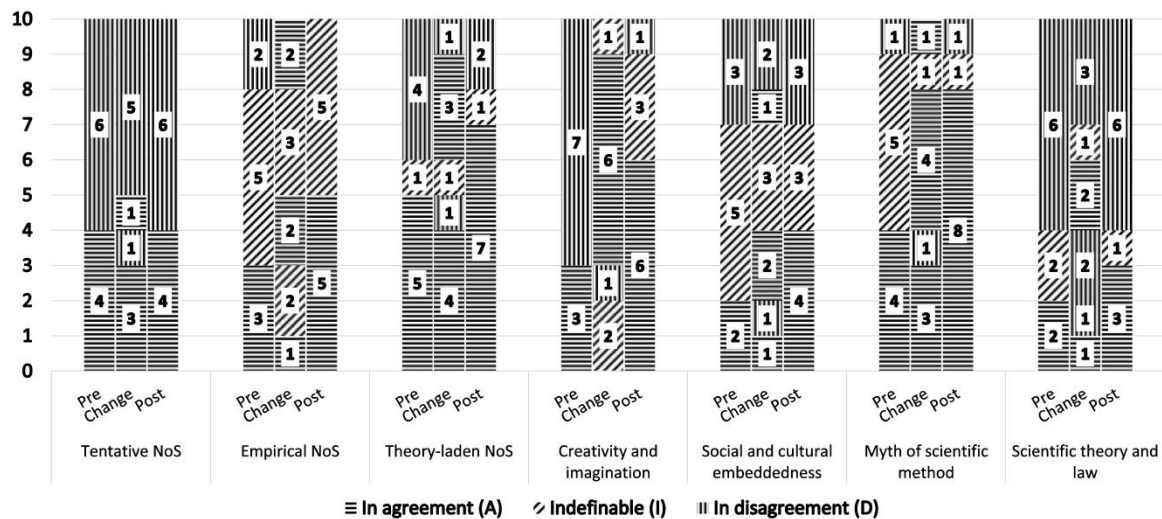 10
1 1 1 1 1 1
9 2 2 2 2
3 3 1 1 3
8 4
5 5 3 1 3 1
7 6 6 6 6
3 7 5 1
6 6 4
5 1 1 3 3
5 2
1 1 5
4 2 8
1 7 1 1
3 6 2 2 2
5 5 1
2 4 4 2 4 4 4
3 3 3 1 3 1 3
1 2 2 2
1 1 1
0
Pre Change Post Pre Change Post Pre Change Post Pre Change Post Pre Change Post Pre Change Post Pre Change Post
Tentative NoS
Empirical NoS
Theory-laden NoS
Creativity and
imagination
Social and cultural
embeddedness
Myth of scientific
method
Scientific theory and
law
In agreement (A) Indefinable (I) In disagreement (D)